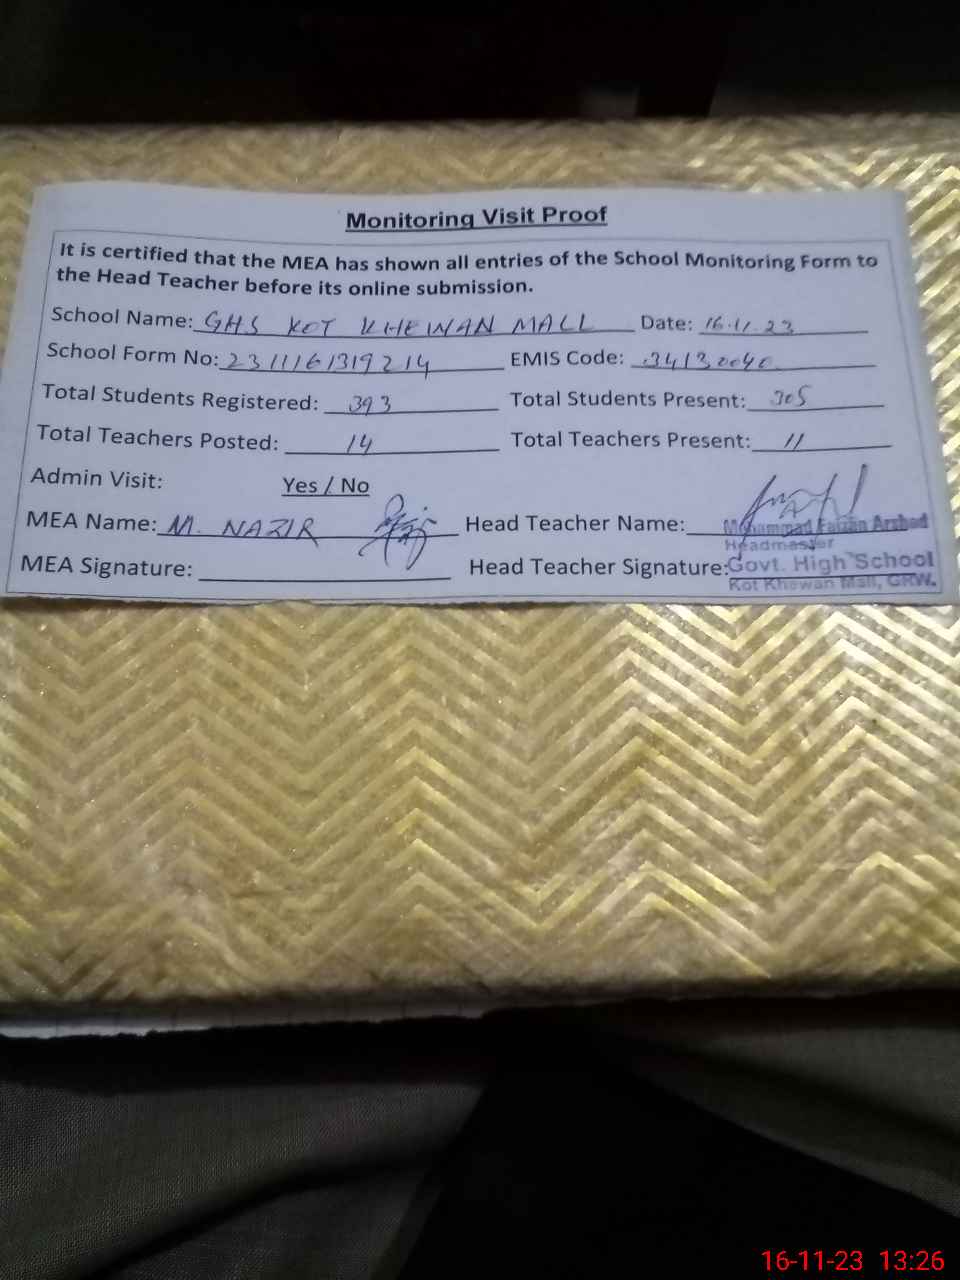 Monitoring Visit Proof
It is certified that the MEA has shown all entries of the School Monitoring Form to
the Head Teacher before its online submission.
School Name: GHS KOT KHEWAN MALL Date: 16.11.23
School Form No: 2311161319214 EMIS Code: 34130040
Total Students Registered: 393 Total Students Present: 305
Total Teachers Posted: 14 Total Teachers Present: 11
Admin Visit: Yes / No
MEA Name: M. NAZIR Head Teacher Name:
Mohammad Faizan Arshad
Headmaster
MEA Signature: Head Teacher Signature: Govt. High School
Kot Khewan Mall, GRW.
16-11-23 13:26